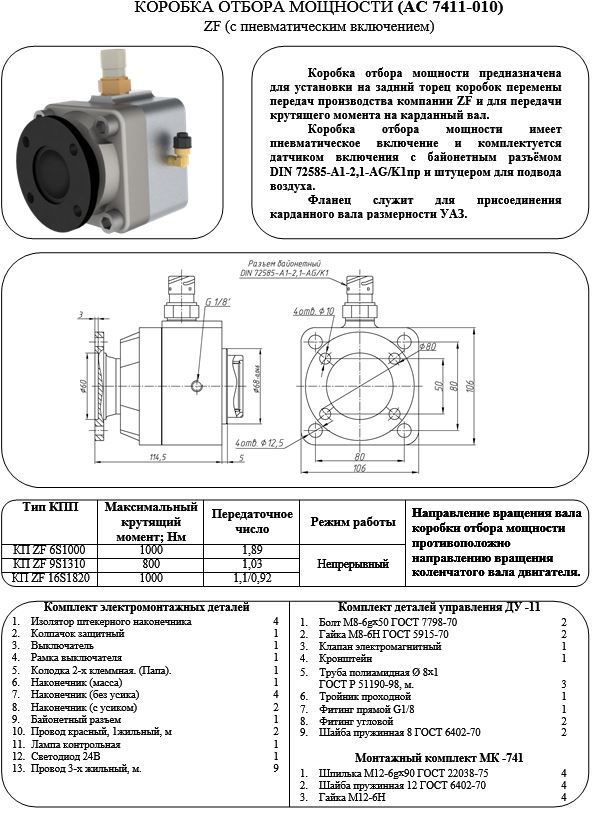 КОРОБКА ОТБОРА МОЩНОСТИ (АС 7411-010)
ZF (с пневматическим включением)
Коробка отбора мощности предназначена
для установки на задний торец коробок перемены
передач производства компании ZF и для передачи
крутящего момента на карданный вал.
Коробка отбора мощности имеет
пневматическое включение и комплектуется
датчиком включения с байонетным разъёмом
DIN 72585-A1-2,1-AG/K1пр и штуцером для подвода
воздуха.
Фланец служит для присоединения
карданного вала размерности УАЗ.
Разъем байонетный
DIN 72585-A1-2,1-AG/K1
3
G 1/8'
4отв. Ф10
Ф80
Ф60
Ф68-0,046
50
80
106
4отв. Ф12,5
114,5
5
80
106
Тип КПП
Максимальный
крутящий
момент; Нм
Передаточное
число
Режим работы
КП ZF 6S1000 1000 1,89
КП ZF 9S1310 800 1,03
КП ZF 16S1820 1000 1,1/0,92
Непрерывный
Направление вращения вала
коробки отбора мощности
противоположно
направлению вращения
коленчатого вала двигателя.
Комплект электромонтажных деталей
1. Изолятор штекерного наконечника 4
2. Колпачок защитный 1
3. Выключатель 1
4. Рамка выключателя 1
5. Колодка 2-х клеммная. (Папа). 1
6. Наконечник (масса) 1
7. Наконечник (без усика) 4
8. Наконечник (с усиком) 2
9. Байонетный разъем 1
10. Провод красный, 1жильный, м 2
11. Лампа контрольная 1
12. Светодиод 24В 1
13. Провод 3-х жильный, м. 9
Комплект деталей управления ДУ -11
1. Болт М8-6gx50 ГОСТ 7798-70 2
2. Гайка М8-6Н ГОСТ 5915-70 2
3. Клапан электромагнитный 1
4. Кронштейн 1
5. Труба полиамидная Ø 8х1
ГОСТ Р 51190-98, м. 3
6. Тройник проходной 1
7. Фитинг прямой G1/8 1
8. Фитинг угловой 2
9. Шайба пружинная 8 ГОСТ 6402-70 2
Монтажный комплект МК -741
1. Шпилька М12-6gx90 ГОСТ 22038-75 4
2. Шайба пружинная 12 ГОСТ 6402-70 4
3. Гайка М12-6Н 4